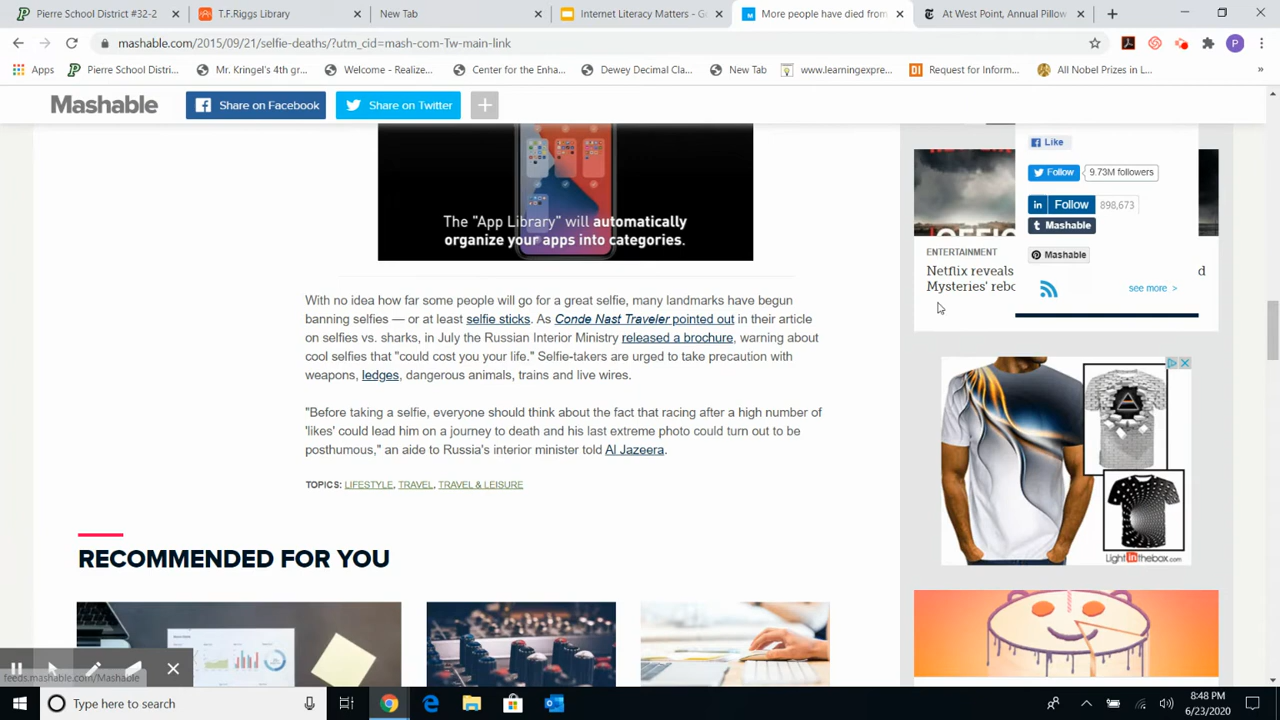 Pierre School District #32-2
T.F.Riggs Library
New Tab
Internet Literacy Matters - Go
More people have died from
At West Point, Annual Pillow
mashable.com/2015/09/21/selfie-deaths/?utm_cid=mash-com-Tw-main-link
P
Apps
Pierre School Distri...
Mr. Kringel's 4th gr...
Welcome - Realize...
Center for the Enha...
Dewey Decimal Cla...
New Tab
www.learningexpre...
Request for Inform...
All Nobel Prizes in L...
»
Mashable
Share on Facebook
Share on Twitter
+
Like
Follow
9.73M followers
in Follow 898,673
t Mashable
Mashable
see more >
ENTERTAINMENT
Netflix reveals d
Mysteries' rebo
The "App Library" will automatically
organize your apps into categories.
With no idea how far some people will go for a great selfie, many landmarks have begun
banning selfies — or at least selfie sticks. As Conde Nast Traveler pointed out in their article
on selfies vs. sharks, in July the Russian Interior Ministry released a brochure, warning about
cool selfies that "could cost you your life." Selfie-takers are urged to take precaution with
weapons, ledges, dangerous animals, trains and live wires.
"Before taking a selfie, everyone should think about the fact that racing after a high number of
'likes' could lead him on a journey to death and his last extreme photo could turn out to be
posthumous," an aide to Russia's interior minister told Al Jazeera.
TOPICS: LIFESTYLE, TRAVEL, TRAVEL & LEISURE
RECOMMENDED FOR YOU
Lightinthebox.com
feeds.mashable.com/Mashable
Type here to search
8:48 PM
6/23/2020